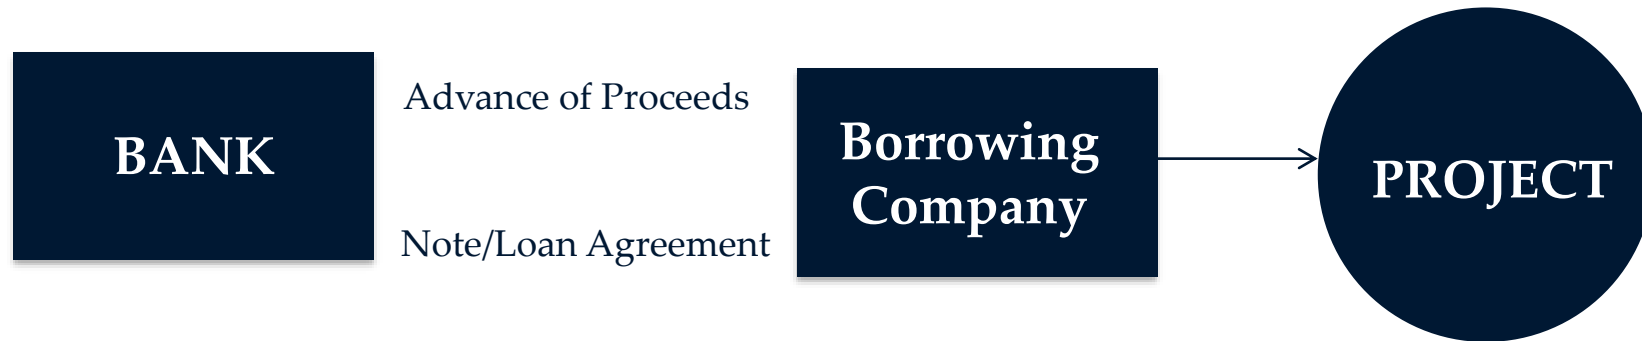 BANK
Advance of Proceeds
Note/Loan Agreement
Borrowing
Company
PROJECT